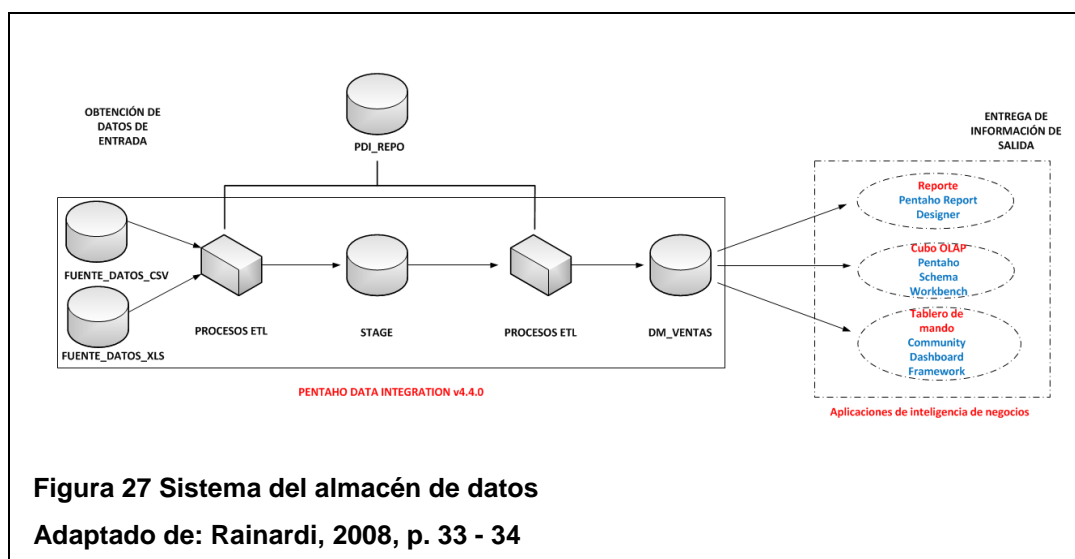 OBTENCIÓN DE
DATOS DE
ENTRADA
PDI_REPO
ENTREGA DE
INFORMACIÓN DE
SALIDA
FUENTE_DATOS_CSV
FUENTE_DATOS_XLS
PROCESOS ETL
STAGE
PROCESOS ETL
DM_VENTAS
PENTAHO DATA INTEGRATION v4.4.0
Reporte
Pentaho Report
Designer
Cubo OLAP
Pentaho
Schema
Workbench
Tablero de
mando
Community
Dashboard
Framework
Aplicaciones de inteligencia de negocios
Figura 27 Sistema del almacén de datos
Adaptado de: Rainardi, 2008, p. 33 - 34